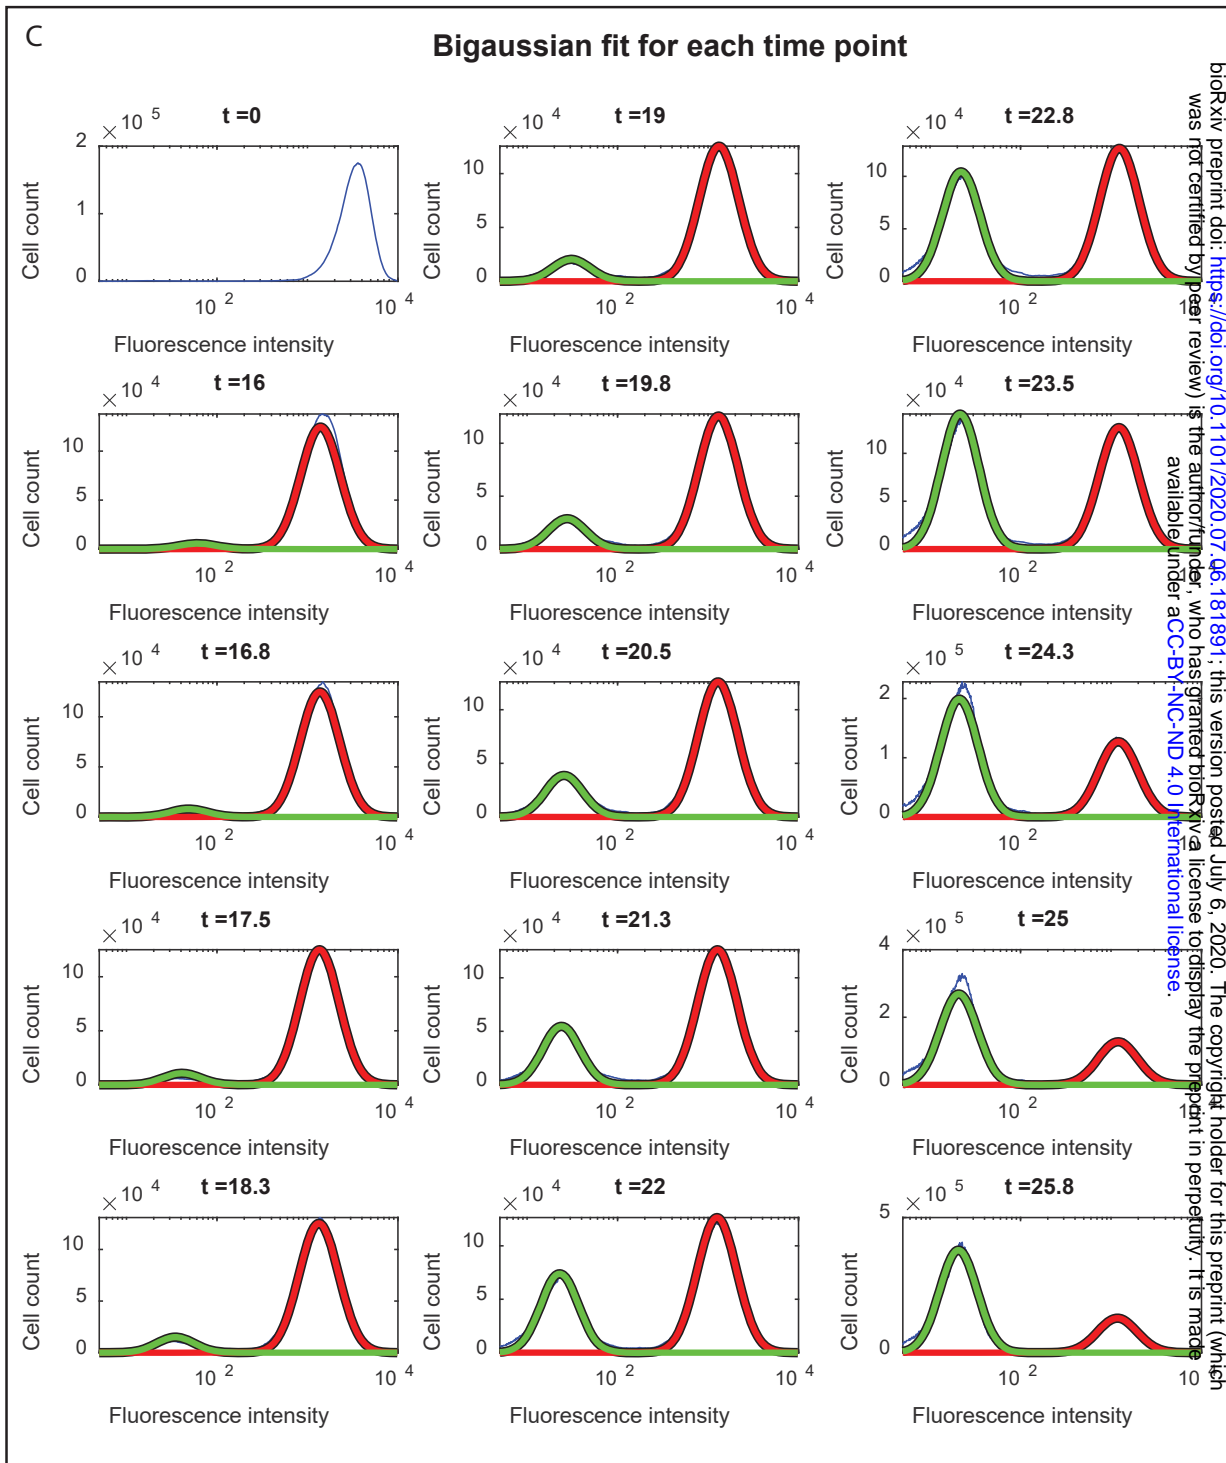 C
Bigaussian fit for each time point
× 10 5
t =0
2
1
0
Cell count
10 2
10 4
Fluorescence intensity
× 10 4
t =19
10
5
0
Cell count
10 2
10 4
Fluorescence intensity
× 10 4
t =22.8
10
5
0
Cell count
10 2
10 4
Fluorescence intensity
× 10 4
t =16
10
5
0
Cell count
10 2
10 4
Fluorescence intensity
× 10 4
t =19.8
10
5
0
Cell count
10 2
10 4
Fluorescence intensity
× 10 4
t =23.5
10
5
0
Cell count
10 2
10 4
Fluorescence intensity
× 10 4
t =16.8
10
5
0
Cell count
10 2
10 4
Fluorescence intensity
× 10 4
t =20.5
10
5
0
Cell count
10 2
10 4
Fluorescence intensity
× 10 5
t =24.3
2
1
0
Cell count
10 2
10 4
Fluorescence intensity
× 10 4
t =17.5
10
5
0
Cell count
10 2
10 4
Fluorescence intensity
× 10 4
t =21.3
10
5
0
Cell count
10 2
10 4
Fluorescence intensity
× 10 5
t =25
4
2
0
Cell count
10 2
10 4
Fluorescence intensity
× 10 4
t =18.3
10
5
0
Cell count
10 2
10 4
Fluorescence intensity
× 10 4
t =22
10
5
0
Cell count
10 2
10 4
Fluorescence intensity
× 10 5
t =25.8
5
0
Cell count
10 2
10 4
Fluorescence intensity
bioRxiv preprint doi: https://doi.org/10.1101/2020.07.06.181891; this version posted July 6, 2020. The copyright holder for this preprint (which
was not certified by peer review) is the author/funder, who has granted bioRxiv a license to display the preprint in perpetuity. It is made
available under aCC-BY-NC-ND 4.0 International license.